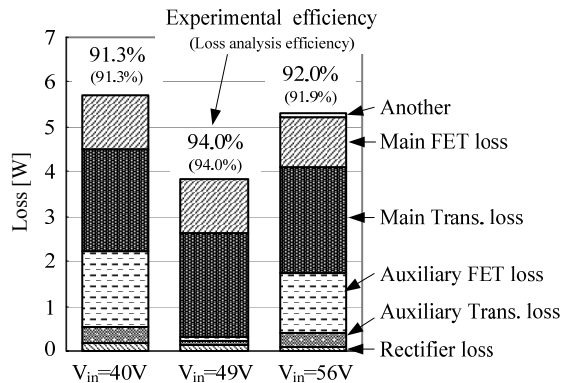 Experimental efficiency
(Loss analysis efficiency)
7
6
5
4
3
2
1
0
Loss [W]
91.3%
(91.3%)
94.0%
(94.0%)
92.0%
(91.9%)
Another
Main FET loss
Main Trans. loss
Auxiliary FET loss
Auxiliary Trans. loss
Rectifier loss
Vin=40V
Vin=49V
Vin=56V